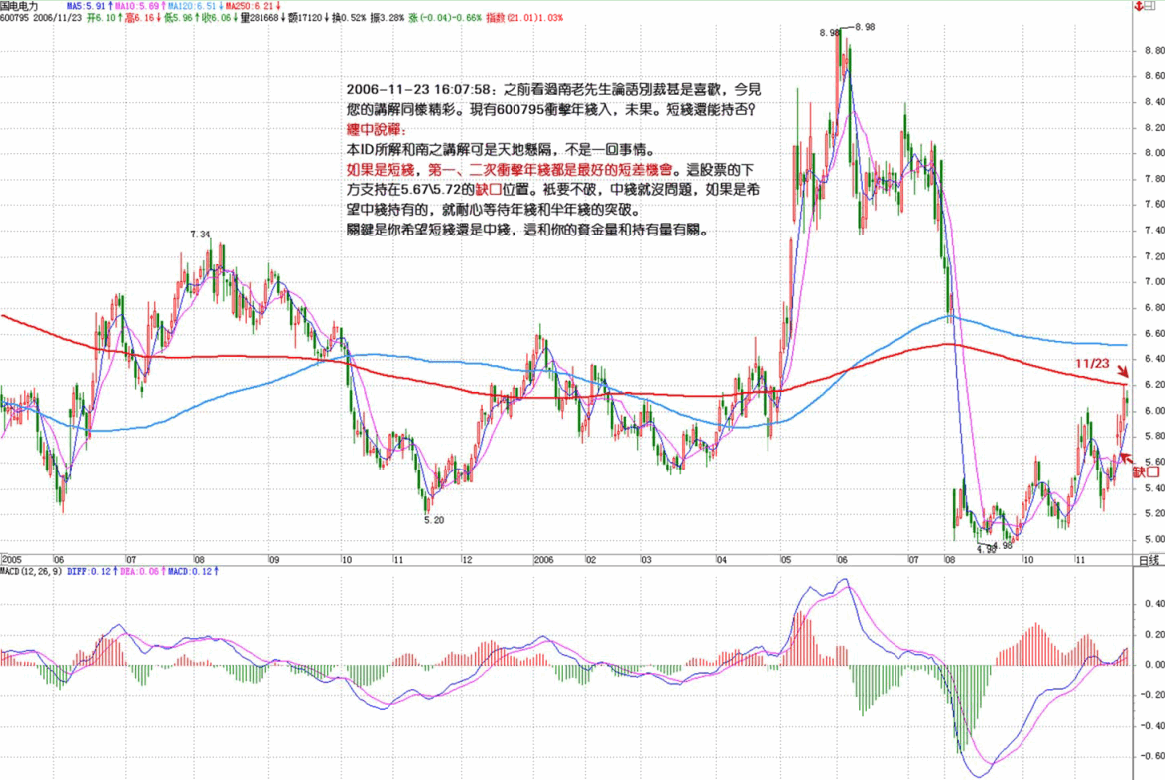 国电电力 MA5:5.91↑MA10:5.69↑MA120:6.51↓MA250:6.21↓
600795 2006/11/23 开6.10↑高6.16↓低5.96↑收6.06↓量281668↓额17120↓换0.52% 振3.28% 涨(-0.04)-0.66% 指数(21.01)1.03%
8.98 8.98
8.80
8.60
8.40
8.20
8.00
7.80
7.60
7.40
7.20
7.00
6.80
6.60
6.40
6.20
6.00
5.80
5.60
5.40
5.20
5.00
2006-11-23 16:07:58：之前看過南老先生論語別裁甚是喜歡，今見
您的講解同樣精彩。現有600795衝擊年綫入，未果。短綫還能持否？
纏中說禪：
本ID所解和南之講解可是天地懸隔，不是一回事情。
如果是短綫，第一、二次衝擊年綫都是最好的短差機會。這股票的下
方支持在5.67\5.72的缺口位置。祇要不破，中綫就沒問題，如果是希
望中綫持有的，就耐心等待年綫和半年綫的突破。
關鍵是你希望短綫還是中綫，這和你的資金量和持有量有關。
7.34
11/23
缺口
5.20
4.98 4.98
2005 06 07 08 09 10 11 12 2006 02 03 04 05 06 07 08 10 11 日线
MACD(12,26,9) DIFF:0.12↑DEA:0.06↑MACD:0.12↑
0.40
0.20
0.00
-0.20
-0.40
-0.60